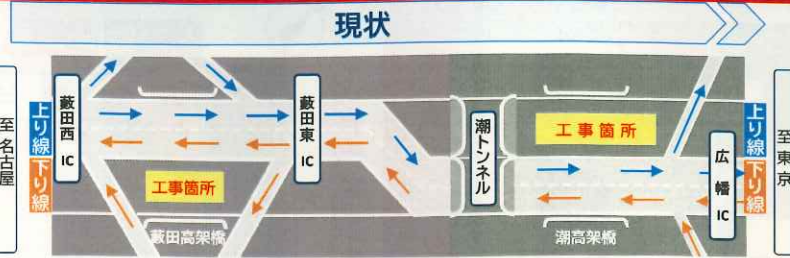 現状
至 名古屋
上り線
下り線
藪田西IC
藪田東IC
工事箇所
藪田高架橋
潮トンネル
工事箇所
潮高架橋
広幡IC
上り線
下り線
至 東京